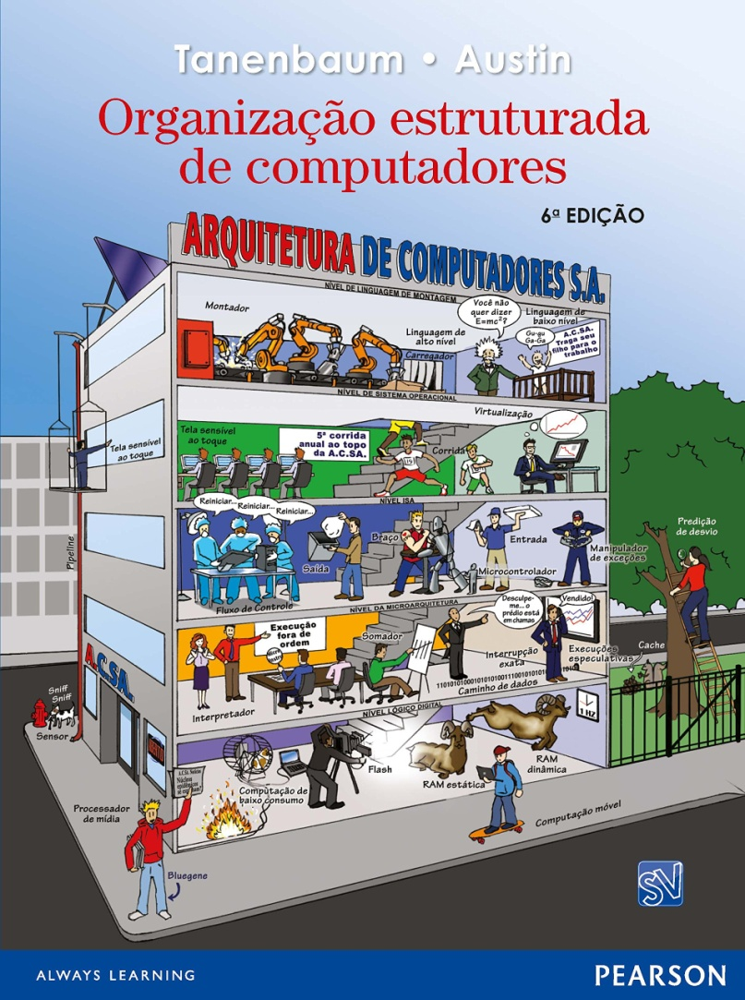 Tanenbaum • Austin
Organização estruturada
de computadores
6ª EDIÇÃO
ARQUITETURA DE COMPUTADORES S.A.
NÍVEL DE LINGUAGEM DE MONTAGEM
Montador
Linguagem de
alto nível
Carregador
Você não
quer dizer
E=mc²?
Linguagem de
baixo nível
Gu-gu
Ga-Ga
A.C.SA.
Traga seu
filho para o
trabalho
NÍVEL DE SISTEMA OPERACIONAL
Tela sensível
ao toque
Tela sensível
ao toque
5ª corrida
anual ao topo
da A.C.SA.
Corrida
Virtualização
NÍVEL ISA
Reiniciar...
Reiniciar...
Reiniciar...
Fluxo de Controle
Saída
Braço
Entrada
Microcontrolador
Manipulador
de exceções
Predição
de desvio
Pipeline
NÍVEL DA MICROARQUITETURA
Execução
fora de
ordem
Interpretador
Somador
Desculpe-
me... o
prédio está
em chamas
Vendido!
Interrupção
exata
Execuções
especulativas
Cache
Caminho de dados
A.C.SA.
NÍVEL LÓGICO DIGITAL
1 HZ
Sniff
Sniff
Sensor
Computação de
baixo consumo
Flash
RAM estática
RAM
dinâmica
Processador
de mídia
Bluegene
Computação móvel
SV
ALWAYS LEARNING
PEARSON